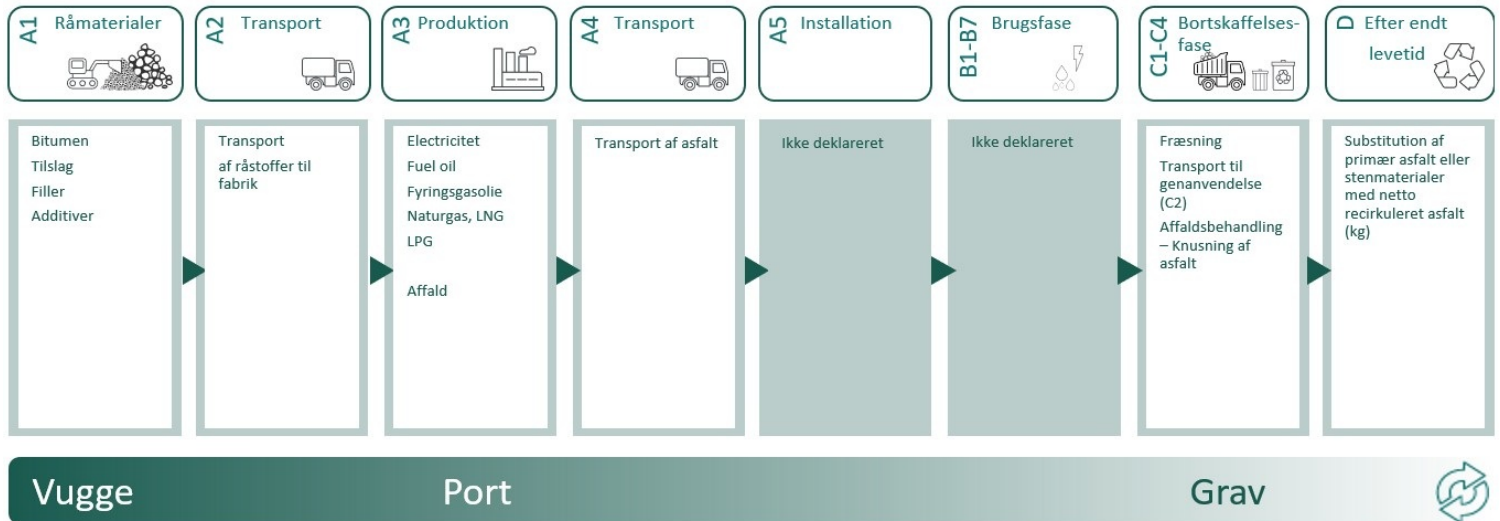 A1
Råmaterialer
A2
Transport
A3
Produktion
A4
Transport
A5
Installation
B1-B7
Brugsfase
C1-C4
Bortskaffelses-
fase
D
Efter endt
levetid
Bitumen
Tilslag
Filler
Additiver
Transport
af råstoffer til
fabrik
Electricitet
Fuel oil
Fyringsgasolie
Naturgas, LNG
LPG
Affald
Transport af asfalt
Ikke deklareret
Ikke deklareret
Fræsning
Transport til
genanvendelse
(C2)
Affaldsbehandling
– Knusning af
asfalt
Substitution af
primær asfalt eller
stenmaterialer
med netto
recirkuleret asfalt
(kg)
Vugge
Port
Grav